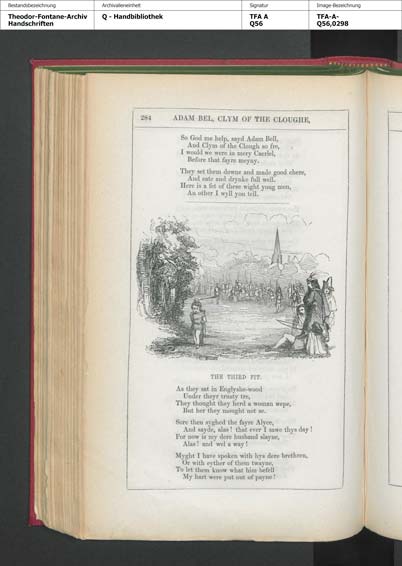 Bestandsbezeichnung
Archivalieneinheit
Signatur
Image-Bezeichnung
Theodor-Fontane-Archiv
Handschriften
Q - Handbibliothek
TFA A
Q56
TFA-A-
Q56,0298
284 ADAM BEL, CLYM OF THE CLOUGHE,
So God me help, sayd Adam Bell,
And Clym of the Clough so fre,
I would we were in mery Carlel,
Before that fayre meyny.
They set them downe and made good chere,
And eate and drynke full well.
Here is a fit of these wight yong men,
An other I wyll you tell.
THE THIRD FIT.
As they sat in Englyshe-wood
Under theyr trusty tre,
They thought they herd a woman wepe,
But her they mought not se.
Sore then syghed the fayre Alyce,
And sayde, alas! that ever I sawe thys day!
For now is my dere husband slayne,
Alas! and wel a way!
Myght I have spoken with hys dere brethren,
Or with eyther of them twayne,
To let them know what him befell
My hart were put out of payne!